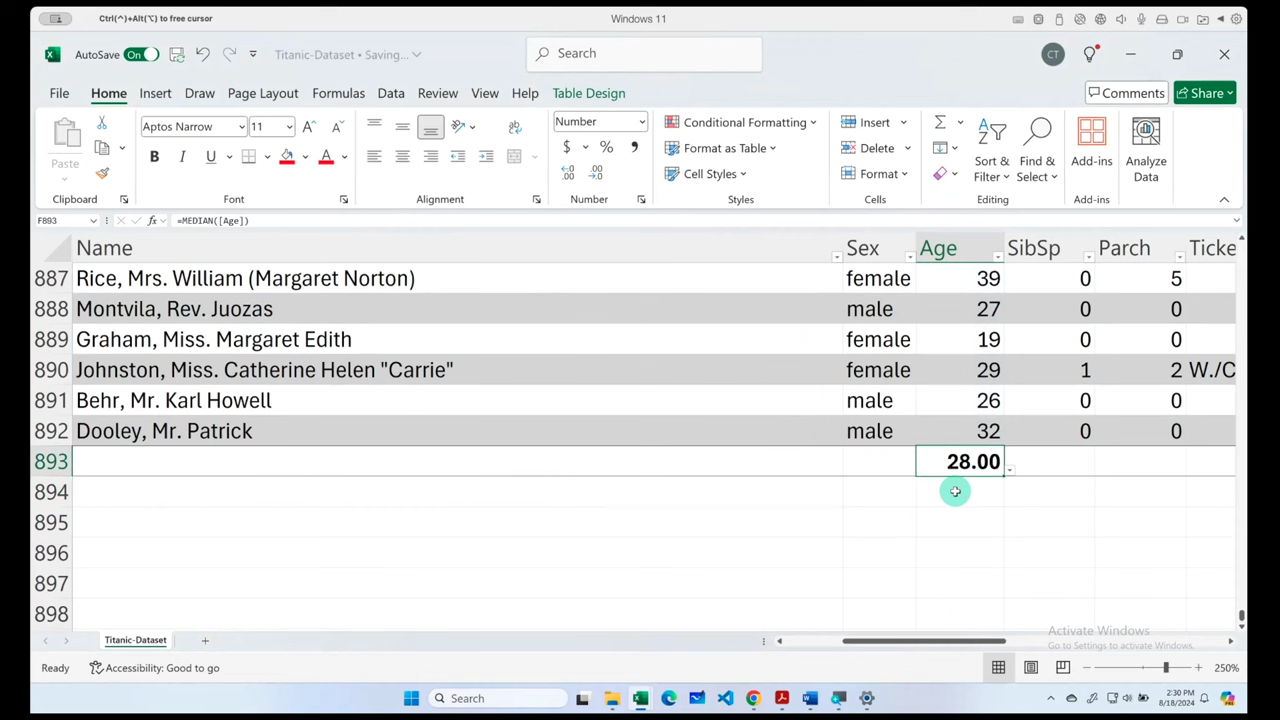 Ctrl(^)+Alt(⌥) to free cursor
Windows 11
AutoSave On
Titanic-Dataset • Saving...
Search
CT
File Home Insert Draw Page Layout Formulas Data Review View Help Table Design
Comments Share
Paste
Aptos Narrow 11
B I U A
Number
$ % ,
Conditional Formatting
Format as Table
Cell Styles
Insert
Delete
Format
Sort & Filter
Find & Select
Add-ins
Analyze Data
Clipboard Font Alignment Number Styles Cells Editing Add-ins
F893 fx =MEDIAN([Age])
Name Sex Age SibSp Parch Ticke
887 Rice, Mrs. William (Margaret Norton) female 39 0 5
888 Montvila, Rev. Juozas male 27 0 0
889 Graham, Miss. Margaret Edith female 19 0 0
890 Johnston, Miss. Catherine Helen "Carrie" female 29 1 2 W./C
891 Behr, Mr. Karl Howell male 26 0 0
892 Dooley, Mr. Patrick male 32 0 0
893 28.00
894
895
896
897
898
Activate Windows
Go to Settings to activate Windows.
Titanic-Dataset
Ready Accessibility: Good to go 250%
Search
2:30 PM
8/18/2024